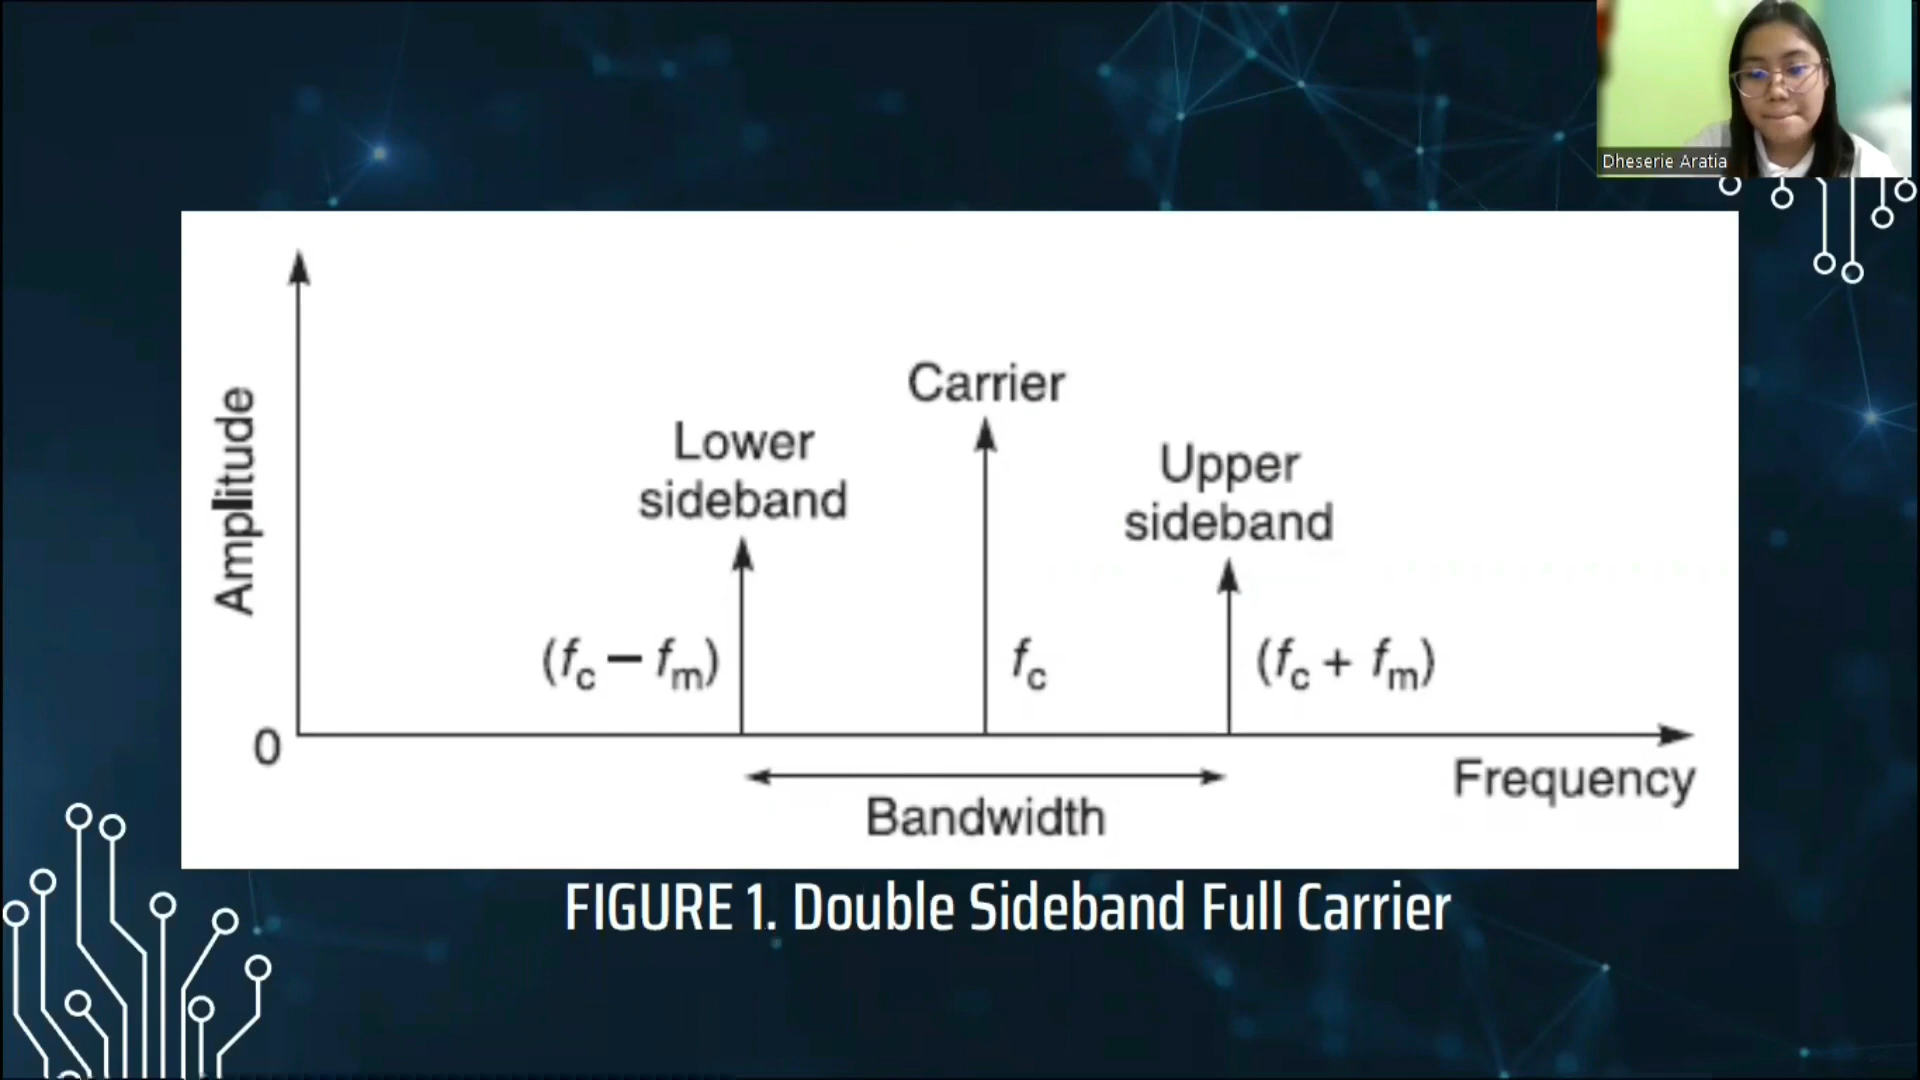 Dheserie Aratia
Carrier
Lower
sideband
Upper
sideband
Amplitude
(fc − fm)
fc
(fc + fm)
0
Frequency
Bandwidth
FIGURE 1. Double Sideband Full Carrier